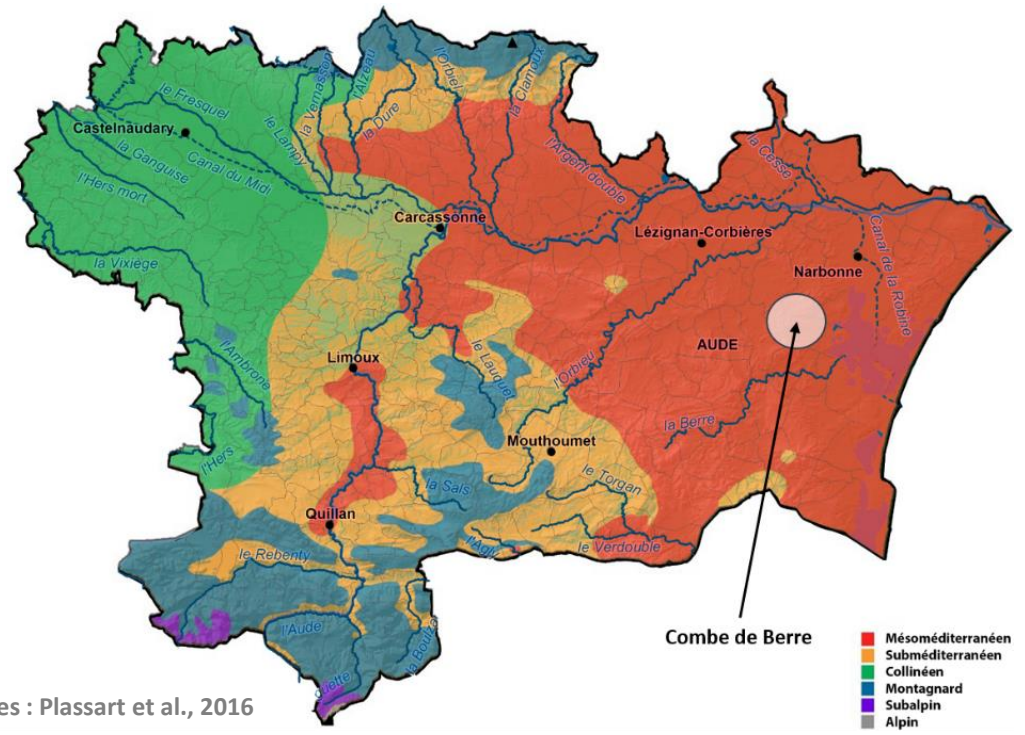 l'Alzeau
la Vernassonne
l'Orbiel
la Clamoux
le Fresquel
la Dure
le Lampy
Castelnaudary
la Ganguise
Canal du Midi
l'Argent double
la Cesse
l'Hers mort
Carcassonne
Lézignan-Corbières
Canal de la Robine
la Vixiège
Narbonne
l'Ambrone
Limoux
le Lauquet
l'Orbieu
AUDE
la Berre
Mouthoumet
l'Hers
la Sals
le Torgan
Quillan
le Rebenty
l'Agly
le Verdouble
l'Aude
la Boulzane
Combe de Berre
Mésoméditerranéen
Subméditerranéen
Collinéen
Montagnard
Subalpin
Alpin
es : Plassart et al., 2016